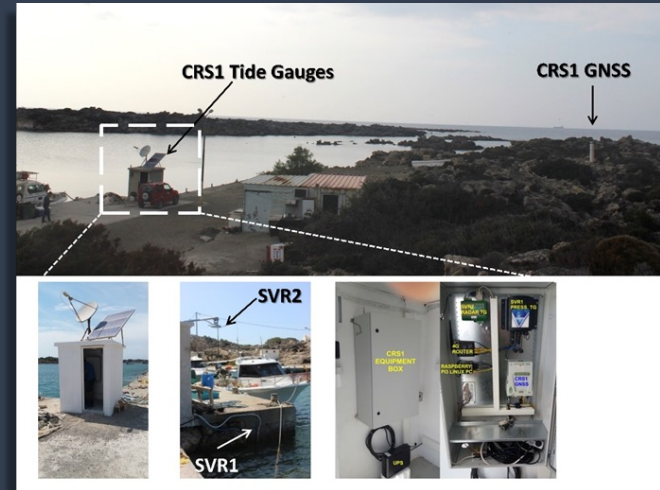 CRS1 Tide Gauges
CRS1 GNSS
SVR2
SVR1
CRS1
EQUIPMENT
BOX
UPS
SVR2
RADAR TG
SVR1
PRESS. TG
4G
ROUTER
RASPBERRY
PI3 LINUX PC
CRS1
GNSS